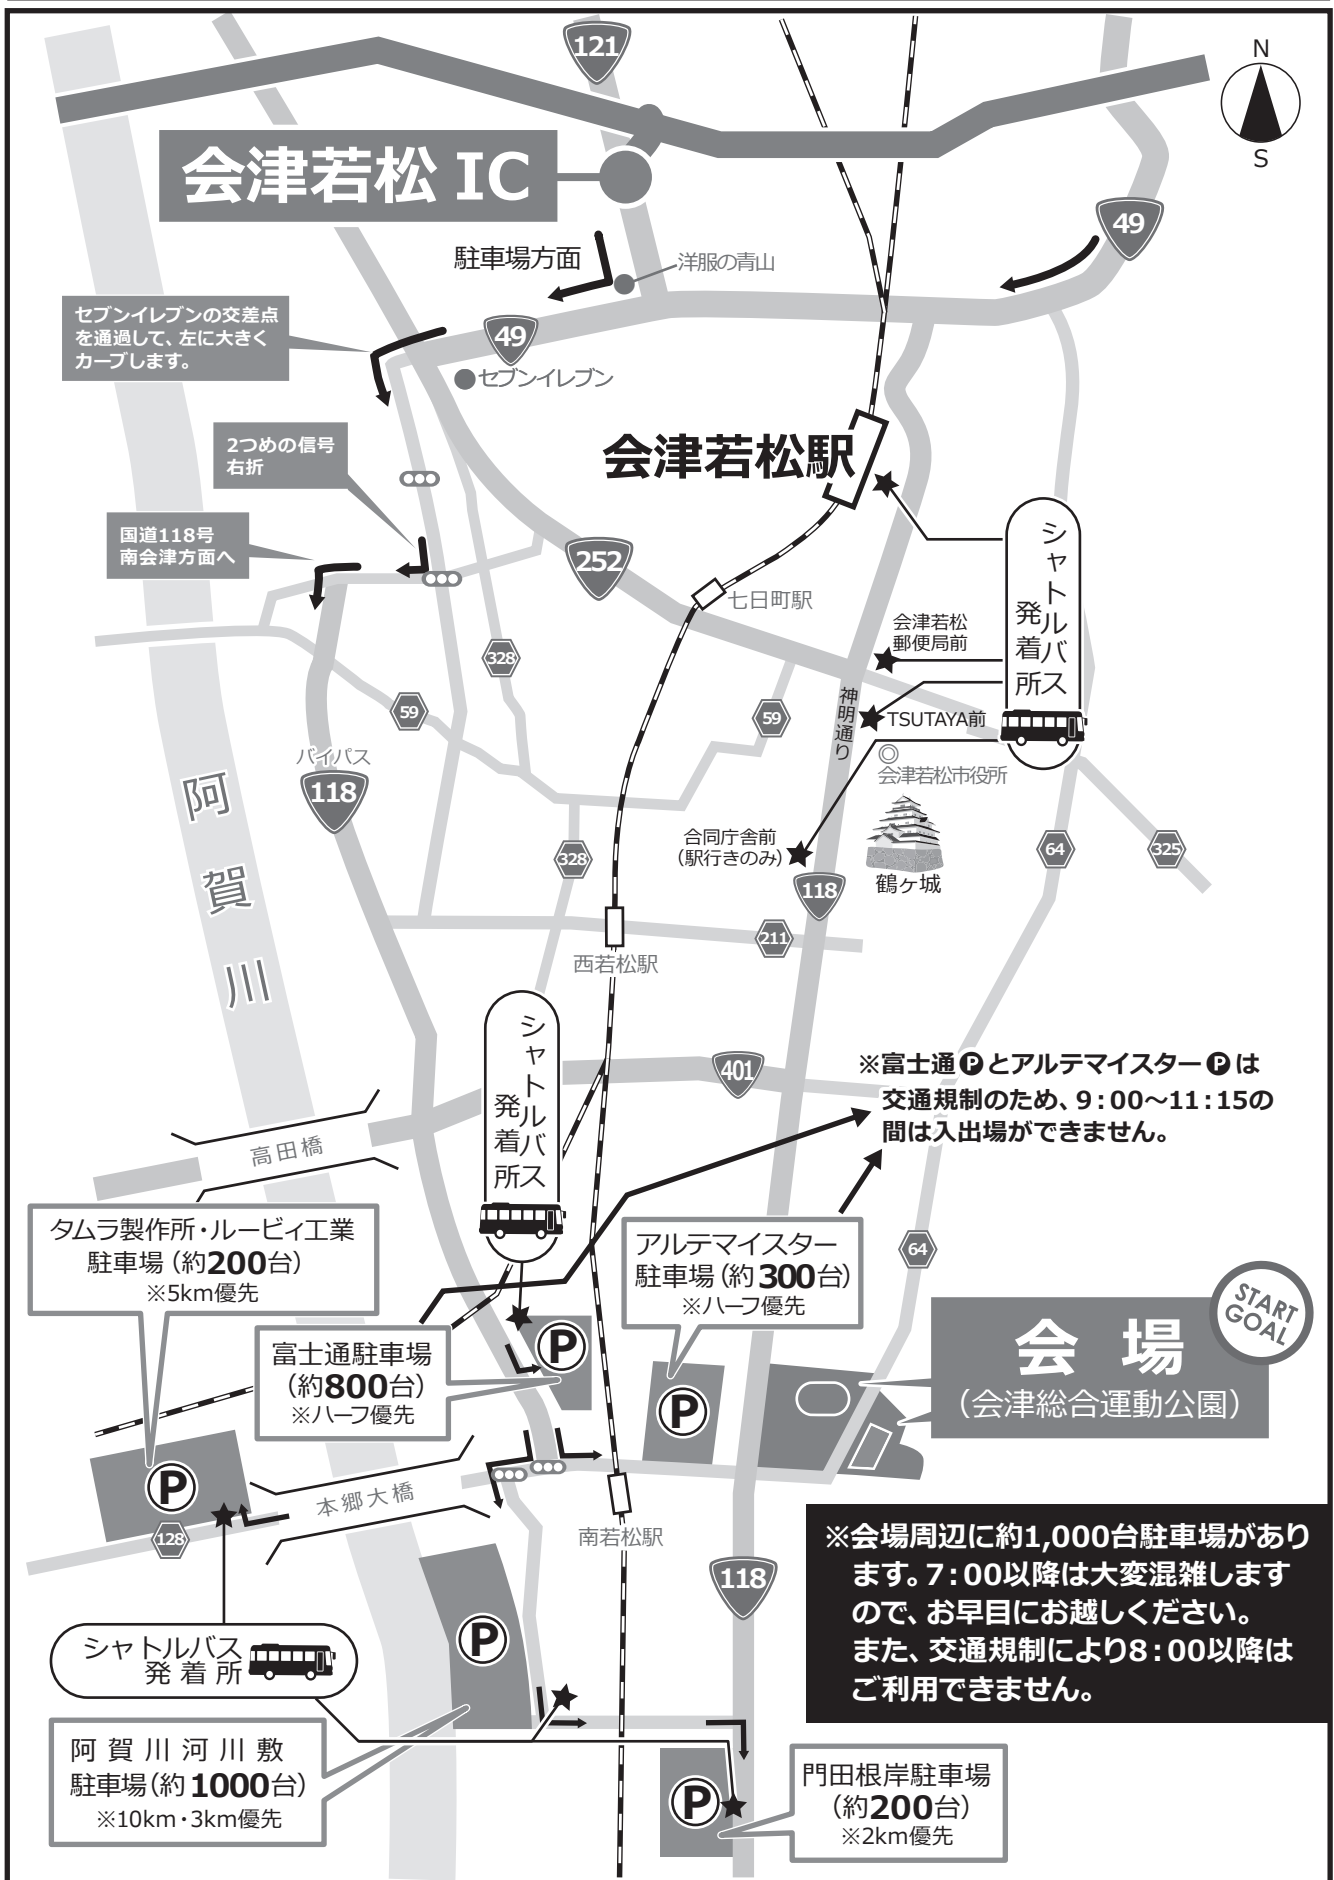 121
N
S
会津若松 IC
49
駐車場方面
洋服の青山
セブンイレブンの交差点
を通過して、左に大きく
カーブします。
49
セブンイレブン
2つめの信号
右折
会津若松駅
国道118号
南会津方面へ
252
七日町駅
シャトルバス
発着所
会津若松
郵便局前
328
59
59
神明通り
TSUTAYA前
バイパス
118
会津若松市役所
阿賀川
合同庁舎前
(駅行きのみ)
328
64
325
118
鶴ヶ城
211
西若松駅
シャトルバス
発着所
401
※富士通PとアルテマイスターPは
交通規制のため、9:00～11:15の
間は入出場ができません。
高田橋
タムラ製作所・ルービィ工業
駐車場(約200台)
※5km優先
アルテマイスター
駐車場(約300台)
※ハーフ優先
64
START
GOAL
会 場
(会津総合運動公園)
富士通駐車場
(約800台)
※ハーフ優先
P
P
P
本郷大橋
128
南若松駅
118
※会場周辺に約1,000台駐車場があり
ます。7:00以降は大変混雑します
ので、お早目にお越しください。
また、交通規制により8:00以降は
ご利用できません。
P
シャトルバス
発着所
阿賀川河川敷
駐車場(約1000台)
※10km・3km優先
P
門田根岸駐車場
(約200台)
※2km優先